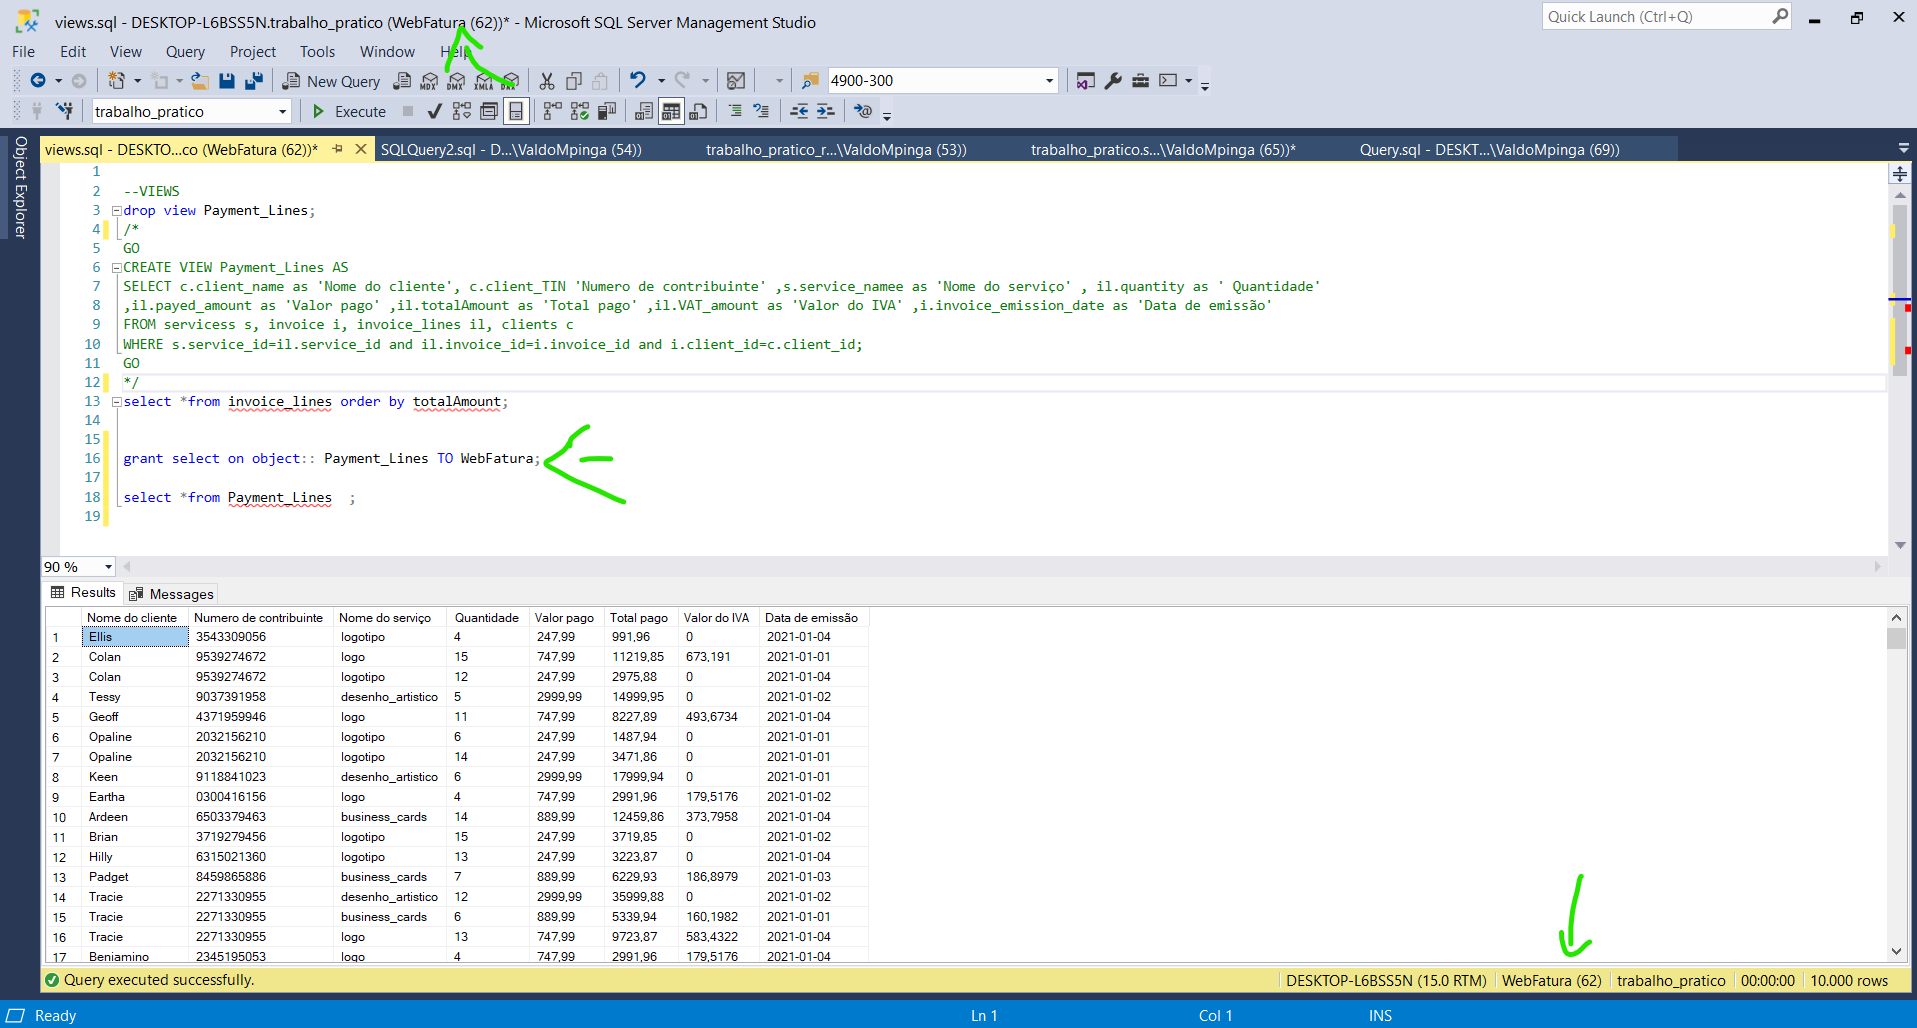 views.sql - DESKTOP-L6BSS5N.trabalho_pratico (WebFatura (62))* - Microsoft SQL Server Management Studio
Quick Launch (Ctrl+Q)
File Edit View Query Project Tools Window Help
New Query MDX DMX XMLA DAX 4900-300
trabalho_pratico Execute
Object Explorer
views.sql - DESKTO...co (WebFatura (62))* SQLQuery2.sql - D...\ValdoMpinga (54)) trabalho_pratico_r...\ValdoMpinga (53)) trabalho_pratico.s...\ValdoMpinga (65))* Query.sql - DESKT...\ValdoMpinga (69))
1
2 --VIEWS
3 drop view Payment_Lines;
4 /*
5 GO
6 CREATE VIEW Payment_Lines AS
7 SELECT c.client_name as 'Nome do cliente', c.client_TIN 'Numero de contribuinte' ,s.service_namee as 'Nome do serviço' , il.quantity as ' Quantidade'
8 ,il.payed_amount as 'Valor pago' ,il.totalAmount as 'Total pago' ,il.VAT_amount as 'Valor do IVA' ,i.invoice_emission_date as 'Data de emissão'
9 FROM servicess s, invoice i, invoice_lines il, clients c
10 WHERE s.service_id=il.service_id and il.invoice_id=i.invoice_id and i.client_id=c.client_id;
11 GO
12 */
13 select *from invoice_lines order by totalAmount;
14
15
16 grant select on object:: Payment_Lines TO WebFatura;
17
18 select *from Payment_Lines ;
19
90 %
Results Messages
Nome do cliente Numero de contribuinte Nome do serviço Quantidade Valor pago Total pago Valor do IVA Data de emissão
1 Ellis 3543309056 logotipo 4 247,99 991,96 0 2021-01-04
2 Colan 9539274672 logo 15 747,99 11219,85 673,191 2021-01-01
3 Colan 9539274672 logotipo 12 247,99 2975,88 0 2021-01-04
4 Tessy 9037391958 desenho_artistico 5 2999,99 14999,95 0 2021-01-02
5 Geoff 4371959946 logo 11 747,99 8227,89 493,6734 2021-01-04
6 Opaline 2032156210 logotipo 6 247,99 1487,94 0 2021-01-01
7 Opaline 2032156210 logotipo 14 247,99 3471,86 0 2021-01-01
8 Keen 9118841023 desenho_artistico 6 2999,99 17999,94 0 2021-01-01
9 Eartha 0300416156 logo 4 747,99 2991,96 179,5176 2021-01-02
10 Ardeen 6503379463 business_cards 14 889,99 12459,86 373,7958 2021-01-04
11 Brian 3719279456 logotipo 15 247,99 3719,85 0 2021-01-02
12 Hilly 6315021360 logotipo 13 247,99 3223,87 0 2021-01-04
13 Padget 8459865886 business_cards 7 889,99 6229,93 186,8979 2021-01-03
14 Tracie 2271330955 desenho_artistico 12 2999,99 35999,88 0 2021-01-02
15 Tracie 2271330955 business_cards 6 889,99 5339,94 160,1982 2021-01-01
16 Tracie 2271330955 logo 13 747,99 9723,87 583,4322 2021-01-04
17 Beniamino 2345195053 logo 4 747,99 2991,96 179,5176 2021-01-02
Query executed successfully. DESKTOP-L6BSS5N (15.0 RTM) WebFatura (62) trabalho_pratico 00:00:00 10.000 rows
Ready Ln 1 Col 1 INS